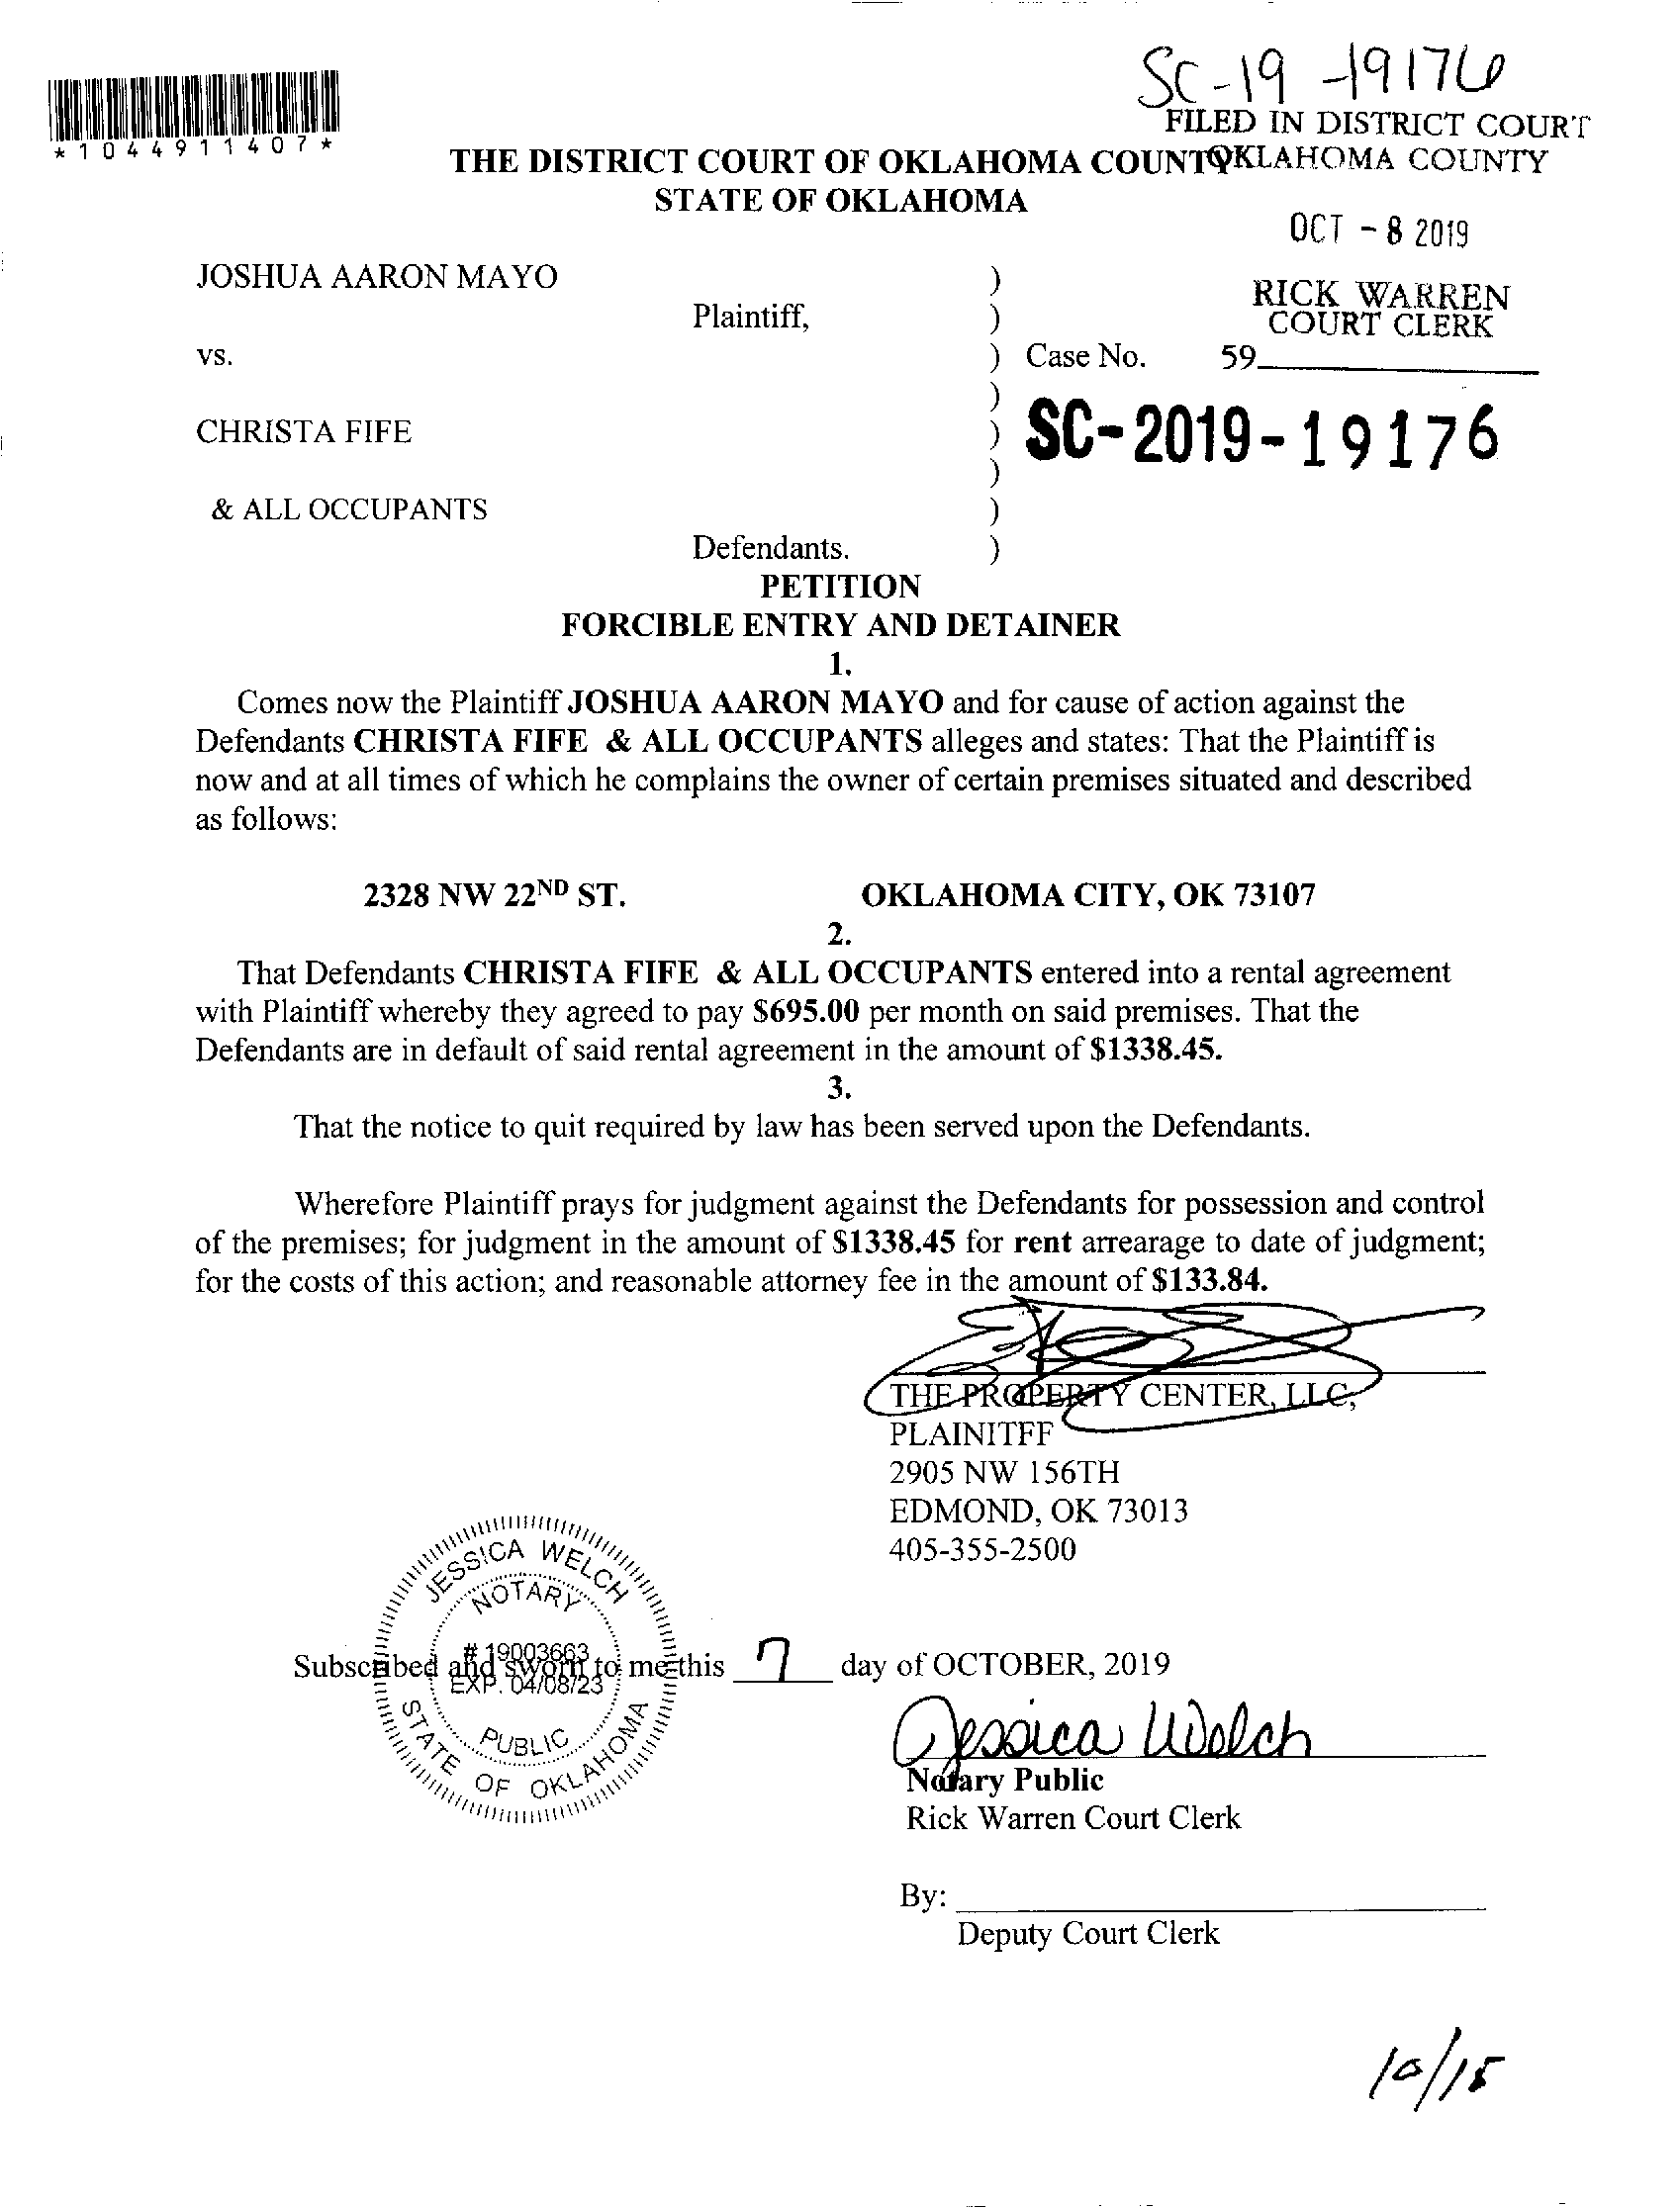 SC-19-19176
FILED IN DISTRICT COURT
OKLAHOMA COUNTY
*1044911407*
THE DISTRICT COURT OF OKLAHOMA COUNTY
STATE OF OKLAHOMA
OCT - 8 2019
JOSHUA AARON MAYO )
RICK WARREN
COURT CLERK
Plaintiff, )
vs. ) Case No. 59
)
CHRISTA FIFE ) SC-2019-19176
)
& ALL OCCUPANTS )
Defendants. )
PETITION
FORCIBLE ENTRY AND DETAINER
1.
Comes now the Plaintiff JOSHUA AARON MAYO and for cause of action against the
Defendants CHRISTA FIFE & ALL OCCUPANTS alleges and states: That the Plaintiff is
now and at all times of which he complains the owner of certain premises situated and described
as follows:
2328 NW 22ND ST. OKLAHOMA CITY, OK 73107
2.
That Defendants CHRISTA FIFE & ALL OCCUPANTS entered into a rental agreement
with Plaintiff whereby they agreed to pay $695.00 per month on said premises. That the
Defendants are in default of said rental agreement in the amount of $1338.45.
3.
That the notice to quit required by law has been served upon the Defendants.
Wherefore Plaintiff prays for judgment against the Defendants for possession and control
of the premises; for judgment in the amount of $1338.45 for rent arrearage to date of judgment;
for the costs of this action; and reasonable attorney fee in the amount of $133.84.
THE PROPERTY CENTER, LLC,
PLAINITFF
2905 NW 156TH
EDMOND, OK 73013
405-355-2500
JESSICA WELCH
NOTARY
# 19003663
EXP. 04/08/23
PUBLIC
STATE OF OKLAHOMA
Subscribed and sworn to me this 7 day of OCTOBER, 2019
Jessica Welch
Notary Public
Rick Warren Court Clerk
By:
Deputy Court Clerk
10/15